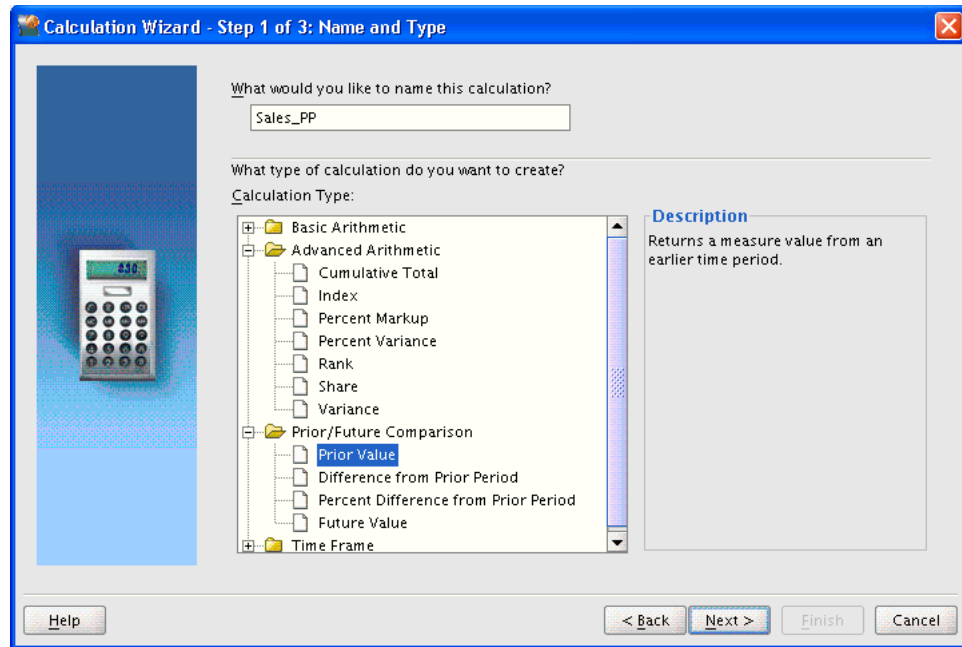 Calculation Wizard - Step 1 of 3: Name and Type
What would you like to name this calculation?
Sales_PP
What type of calculation do you want to create?
Calculation Type:
Basic Arithmetic
Advanced Arithmetic
Cumulative Total
Index
Percent Markup
Percent Variance
Rank
Share
Variance
Prior/Future Comparison
Prior Value
Difference from Prior Period
Percent Difference from Prior Period
Future Value
Time Frame
Description
Returns a measure value from an
earlier time period.
Help
< Back
Next >
Finish
Cancel